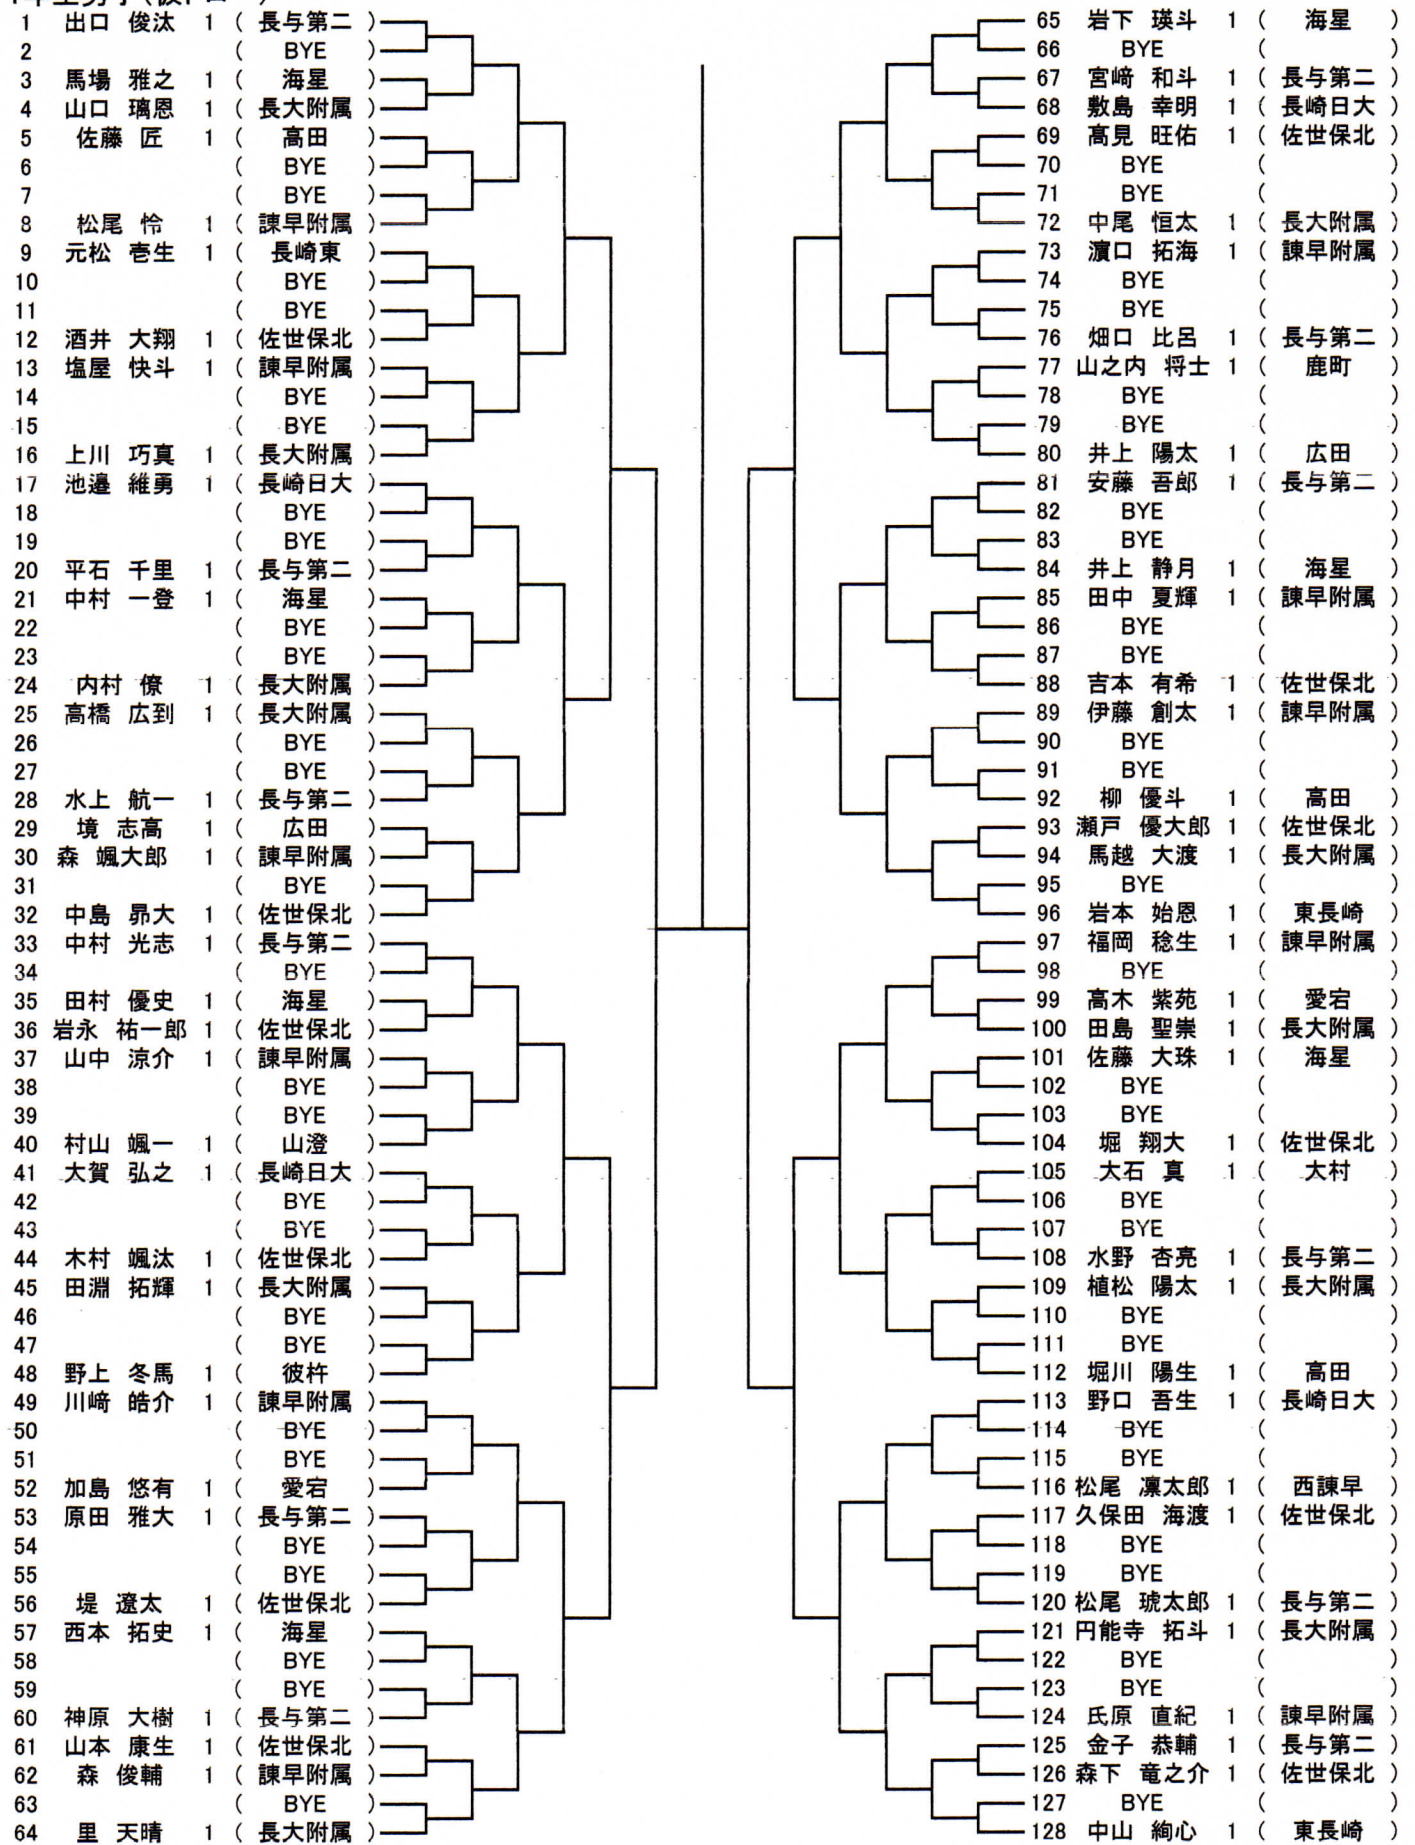 1 出口 俊汰 1 ( 長与第二 )
2 ( BYE )
3 馬場 雅之 1 ( 海星 )
4 山口 璃恩 1 ( 長大附属 )
5 佐藤 匠 1 ( 高田 )
6 ( BYE )
7 ( BYE )
8 松尾 怜 1 ( 諫早附属 )
9 元松 壱生 1 ( 長崎東 )
10 ( BYE )
11 ( BYE )
12 酒井 大翔 1 ( 佐世保北 )
13 塩屋 快斗 1 ( 諫早附属 )
14 ( BYE )
15 ( BYE )
16 上川 巧真 1 ( 長大附属 )
17 池邉 維勇 1 ( 長崎日大 )
18 ( BYE )
19 ( BYE )
20 平石 千里 1 ( 長与第二 )
21 中村 一登 1 ( 海星 )
22 ( BYE )
23 ( BYE )
24 内村 僚 1 ( 長大附属 )
25 高橋 広到 1 ( 長大附属 )
26 ( BYE )
27 ( BYE )
28 水上 航一 1 ( 長与第二 )
29 境 志高 1 ( 広田 )
30 森 颯大郎 1 ( 諫早附属 )
31 ( BYE )
32 中島 昴大 1 ( 佐世保北 )
33 中村 光志 1 ( 長与第二 )
34 ( BYE )
35 田村 優史 1 ( 海星 )
36 岩永 祐一郎 1 ( 佐世保北 )
37 山中 涼介 1 ( 諫早附属 )
38 ( BYE )
39 ( BYE )
40 村山 颯一 1 ( 山澄 )
41 大賀 弘之 1 ( 長崎日大 )
42 ( BYE )
43 ( BYE )
44 木村 颯汰 1 ( 佐世保北 )
45 田淵 拓輝 1 ( 長大附属 )
46 ( BYE )
47 ( BYE )
48 野上 冬馬 1 ( 彼杵 )
49 川﨑 皓介 1 ( 諫早附属 )
50 ( BYE )
51 ( BYE )
52 加島 悠有 1 ( 愛宕 )
53 原田 雅大 1 ( 長与第二 )
54 ( BYE )
55 ( BYE )
56 堤 遼太 1 ( 佐世保北 )
57 西本 拓史 1 ( 海星 )
58 ( BYE )
59 ( BYE )
60 神原 大樹 1 ( 長与第二 )
61 山本 康生 1 ( 佐世保北 )
62 森 俊輔 1 ( 諫早附属 )
63 ( BYE )
64 里 天晴 1 ( 長大附属 )
65 岩下 瑛斗 1 ( 海星 )
66 BYE ( )
67 宮﨑 和斗 1 ( 長与第二 )
68 敷島 幸明 1 ( 長崎日大 )
69 髙見 旺佑 1 ( 佐世保北 )
70 BYE ( )
71 BYE ( )
72 中尾 恒太 1 ( 長大附属 )
73 濵口 拓海 1 ( 諫早附属 )
74 BYE ( )
75 BYE ( )
76 畑口 比呂 1 ( 長与第二 )
77 山之内 将士 1 ( 鹿町 )
78 BYE ( )
79 BYE ( )
80 井上 陽太 1 ( 広田 )
81 安藤 吾郎 1 ( 長与第二 )
82 BYE ( )
83 BYE ( )
84 井上 静月 1 ( 海星 )
85 田中 夏輝 1 ( 諫早附属 )
86 BYE ( )
87 BYE ( )
88 吉本 有希 1 ( 佐世保北 )
89 伊藤 創太 1 ( 諫早附属 )
90 BYE ( )
91 BYE ( )
92 柳 優斗 1 ( 高田 )
93 瀬戸 優大郎 1 ( 佐世保北 )
94 馬越 大渡 1 ( 長大附属 )
95 BYE ( )
96 岩本 始恩 1 ( 東長崎 )
97 福岡 稔生 1 ( 諫早附属 )
98 BYE ( )
99 高木 紫苑 1 ( 愛宕 )
100 田島 聖崇 1 ( 長大附属 )
101 佐藤 大珠 1 ( 海星 )
102 BYE ( )
103 BYE ( )
104 堀 翔大 1 ( 佐世保北 )
105 大石 真 1 ( 大村 )
106 BYE ( )
107 BYE ( )
108 水野 杏亮 1 ( 長与第二 )
109 植松 陽太 1 ( 長大附属 )
110 BYE ( )
111 BYE ( )
112 堀川 陽生 1 ( 高田 )
113 野口 吾生 1 ( 長崎日大 )
114 BYE ( )
115 BYE ( )
116 松尾 凛太郎 1 ( 西諫早 )
117 久保田 海渡 1 ( 佐世保北 )
118 BYE ( )
119 BYE ( )
120 松尾 琥太郎 1 ( 長与第二 )
121 円能寺 拓斗 1 ( 長大附属 )
122 BYE ( )
123 BYE ( )
124 氏原 直紀 1 ( 諫早附属 )
125 金子 恭輔 1 ( 長与第二 )
126 森下 竜之介 1 ( 佐世保北 )
127 BYE ( )
128 中山 絢心 1 ( 東長崎 )